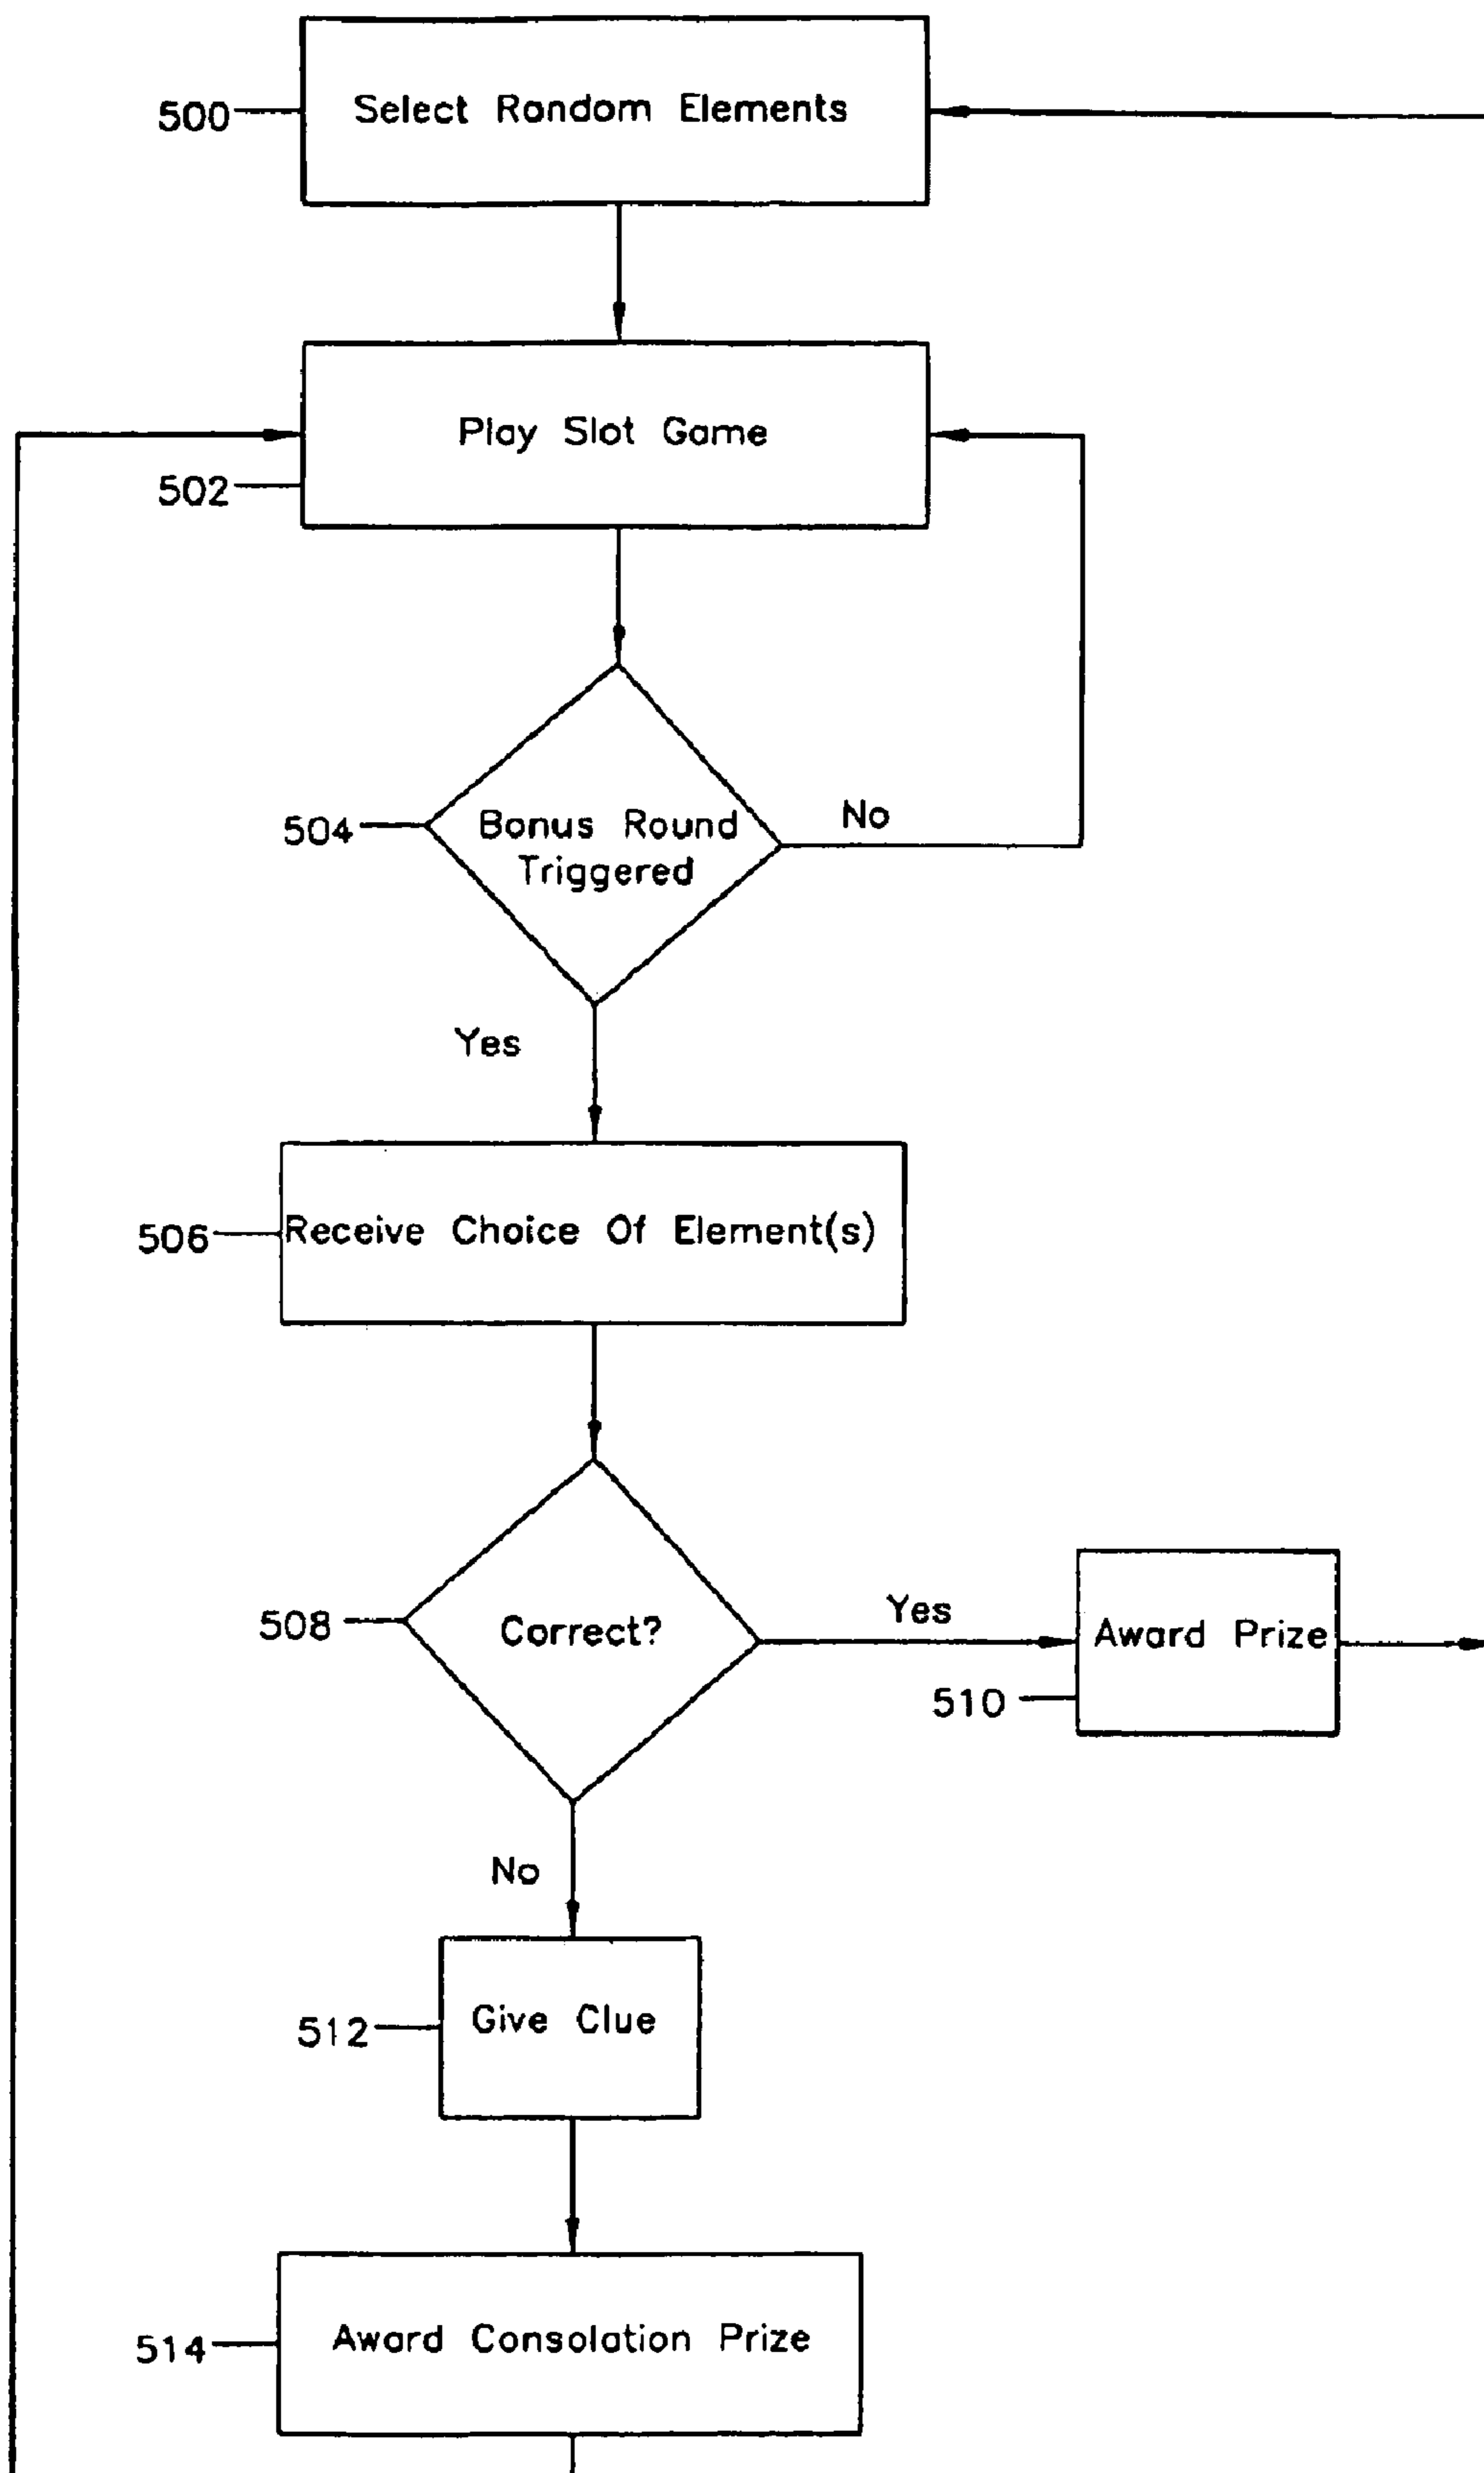 500
Select Random Elements
Play Slot Game
502
504
Bonus Round
Triggered
No
Yes
506
Receive Choice Of Element(s)
508
Correct?
Yes
Award Prize
510
No
512
Give Clue
514
Award Consolation Prize